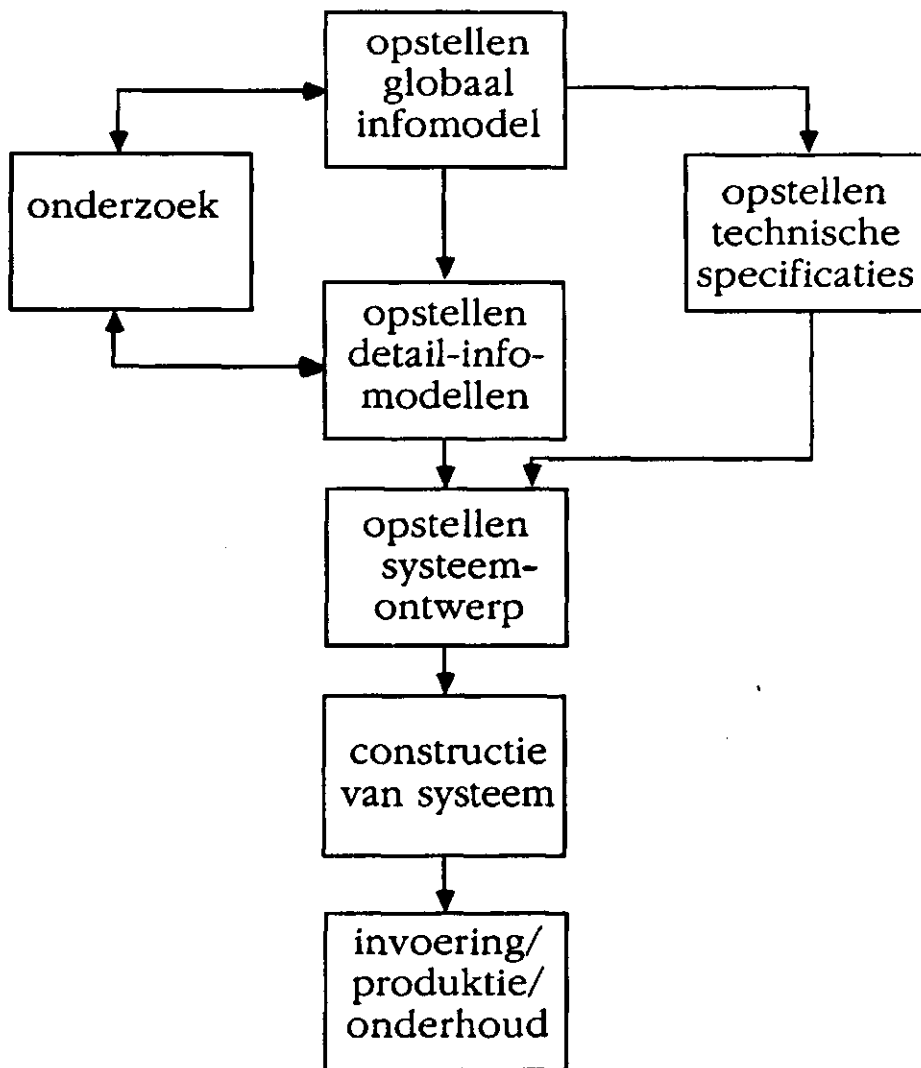 opstellen
globaal
infomodel
onderzoek
opstellen
technische
specificaties
opstellen
detail-info-
modellen
opstellen
systeem-
ontwerp
constructie
van systeem
invoering/
produktie/
onderhoud